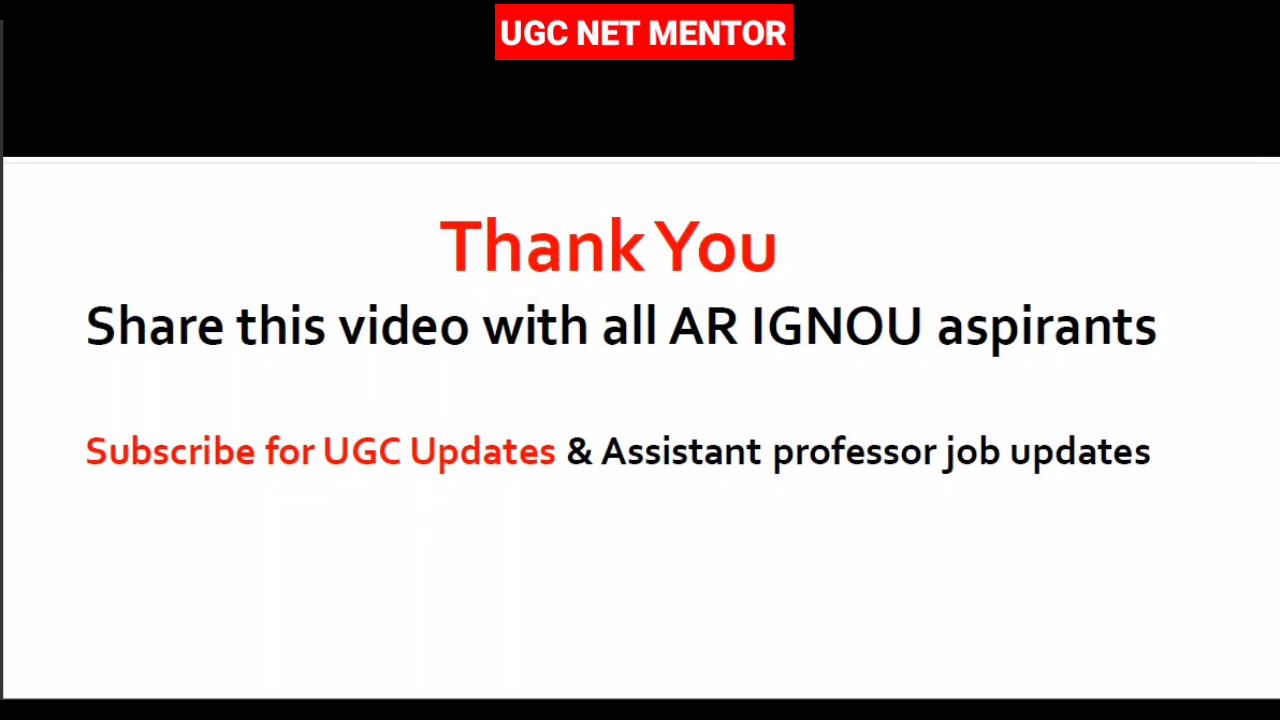 UGC NET MENTOR
Thank You
Share this video with all AR IGNOU aspirants
Subscribe for UGC Updates & Assistant professor job updates